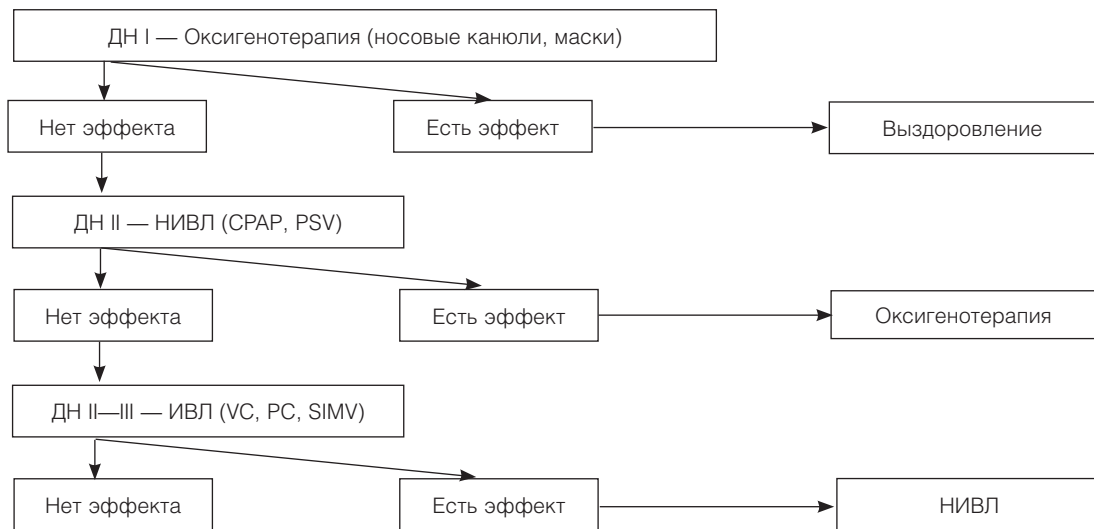 ДН I — Оксигенотерапия (носовые канюли, маски)
Нет эффекта
Есть эффект
Выздоровление
ДН II — НИВЛ (CPAP, PSV)
Нет эффекта
Есть эффект
Оксигенотерапия
ДН II—III — ИВЛ (VC, PC, SIMV)
Нет эффекта
Есть эффект
НИВЛ